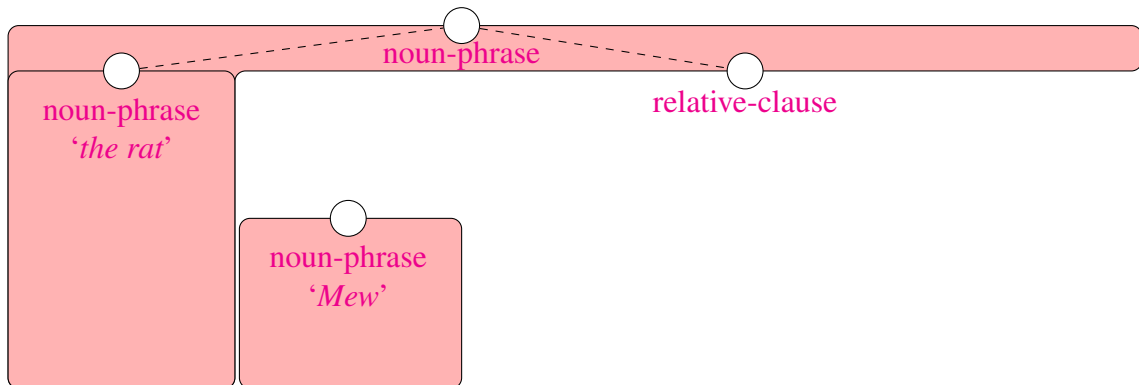 noun-phrase
noun-phrase
‘the rat’
relative-clause
noun-phrase
‘Mew’